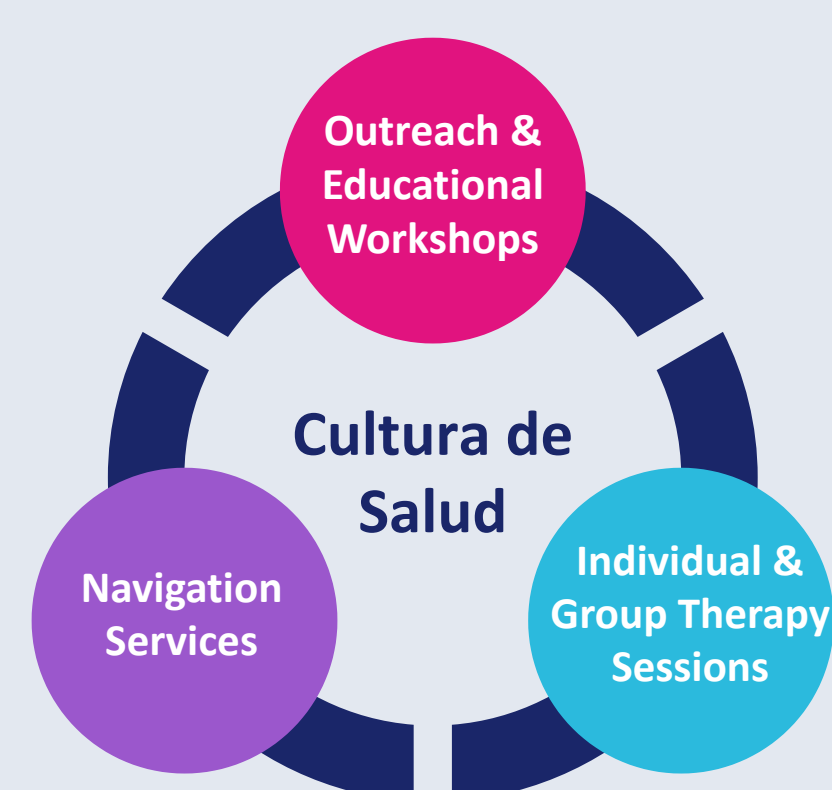 Outreach &
Educational
Workshops
Cultura de
Salud
Navigation
Services
Individual &
Group Therapy
Sessions